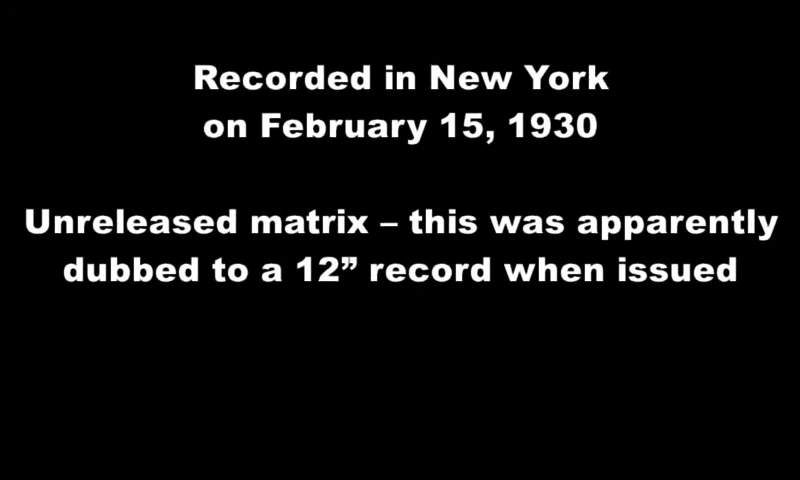 Recorded in New York
on February 15, 1930
Unreleased matrix – this was apparently
dubbed to a 12” record when issued